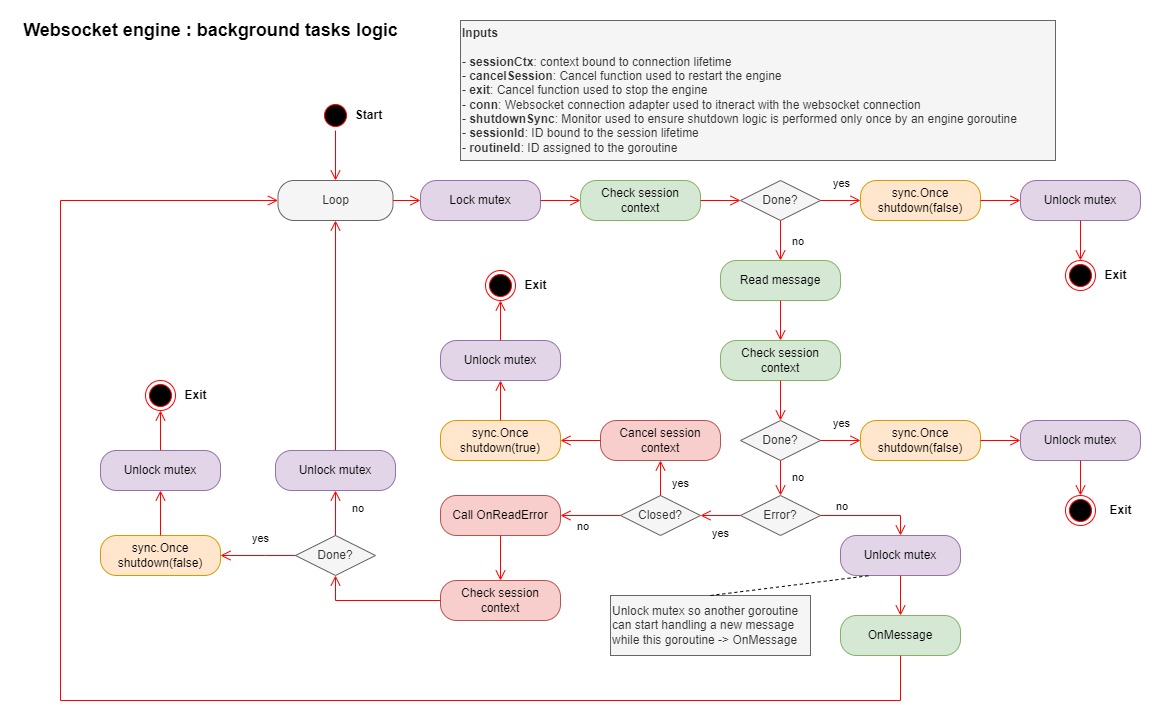 Websocket engine : background tasks logic
Inputs
- sessionCtx: context bound to connection lifetime
- cancelSession: Cancel function used to restart the engine
- exit: Cancel function used to stop the engine
- conn: Websocket connection adapter used to itneract with the websocket connection
- shutdownSync: Monitor used to ensure shutdown logic is performed only once by an engine goroutine
- sessionId: ID bound to the session lifetime
- routineId: ID assigned to the goroutine
Start
Loop
Lock mutex
Check session
context
Done?
yes
sync.Once
shutdown(false)
Unlock mutex
Exit
no
Read message
Check session
context
Done?
yes
sync.Once
shutdown(false)
Unlock mutex
Exit
no
Error?
no
Unlock mutex
OnMessage
Unlock mutex so another goroutine
can start handling a new message
while this goroutine -> OnMessage
yes
Closed?
yes
Cancel session
context
sync.Once
shutdown(true)
Unlock mutex
Exit
no
Call OnReadError
Check session
context
Done?
no
Unlock mutex
yes
sync.Once
shutdown(false)
Unlock mutex
Exit